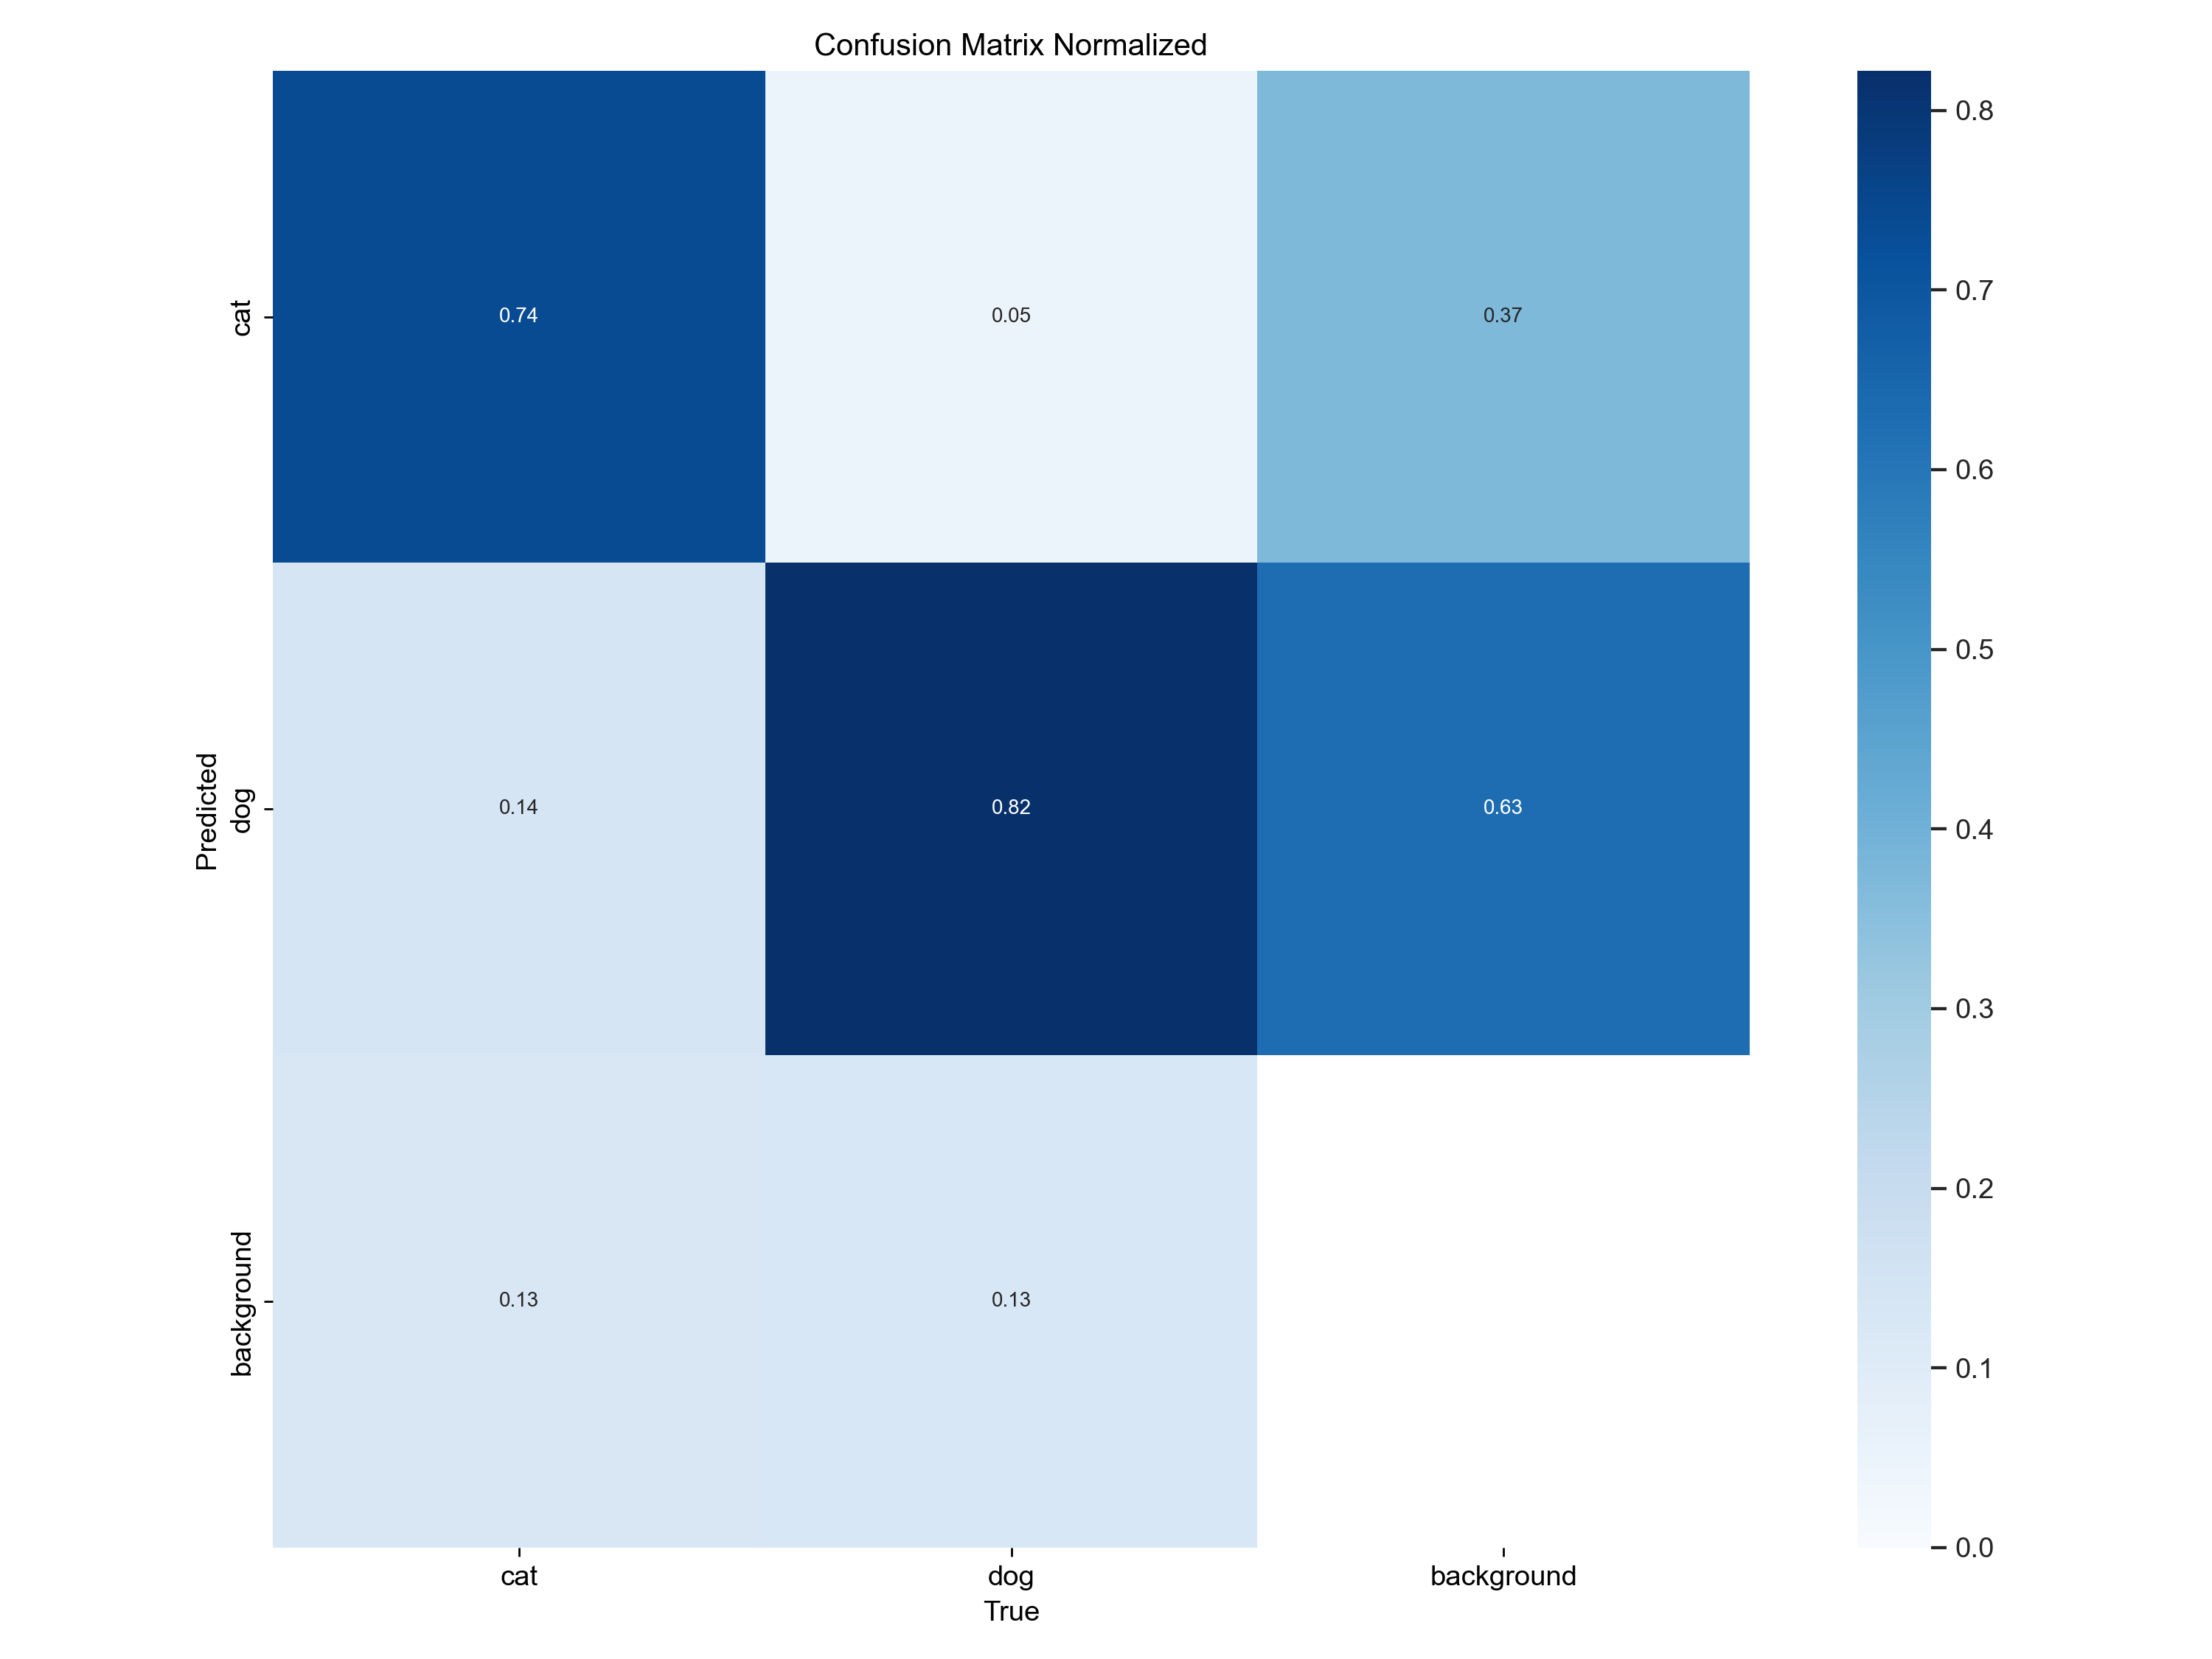 Confusion Matrix Normalized
cat
0.74
0.05
0.37
dog
0.14
0.82
0.63
background
0.13
0.13
Predicted
cat
dog
background
True
0.8
0.7
0.6
0.5
0.4
0.3
0.2
0.1
0.0